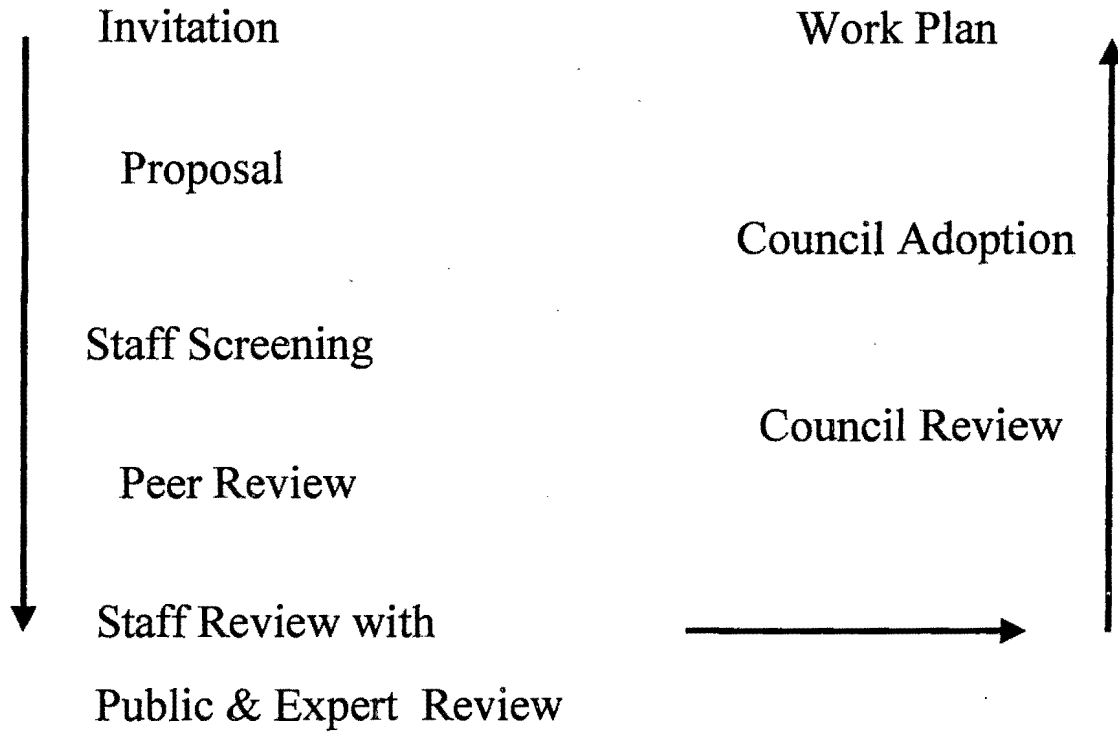 Invitation
Proposal
Staff Screening
Peer Review
Staff Review with
Public & Expert Review
Council Review
Council Adoption
Work Plan